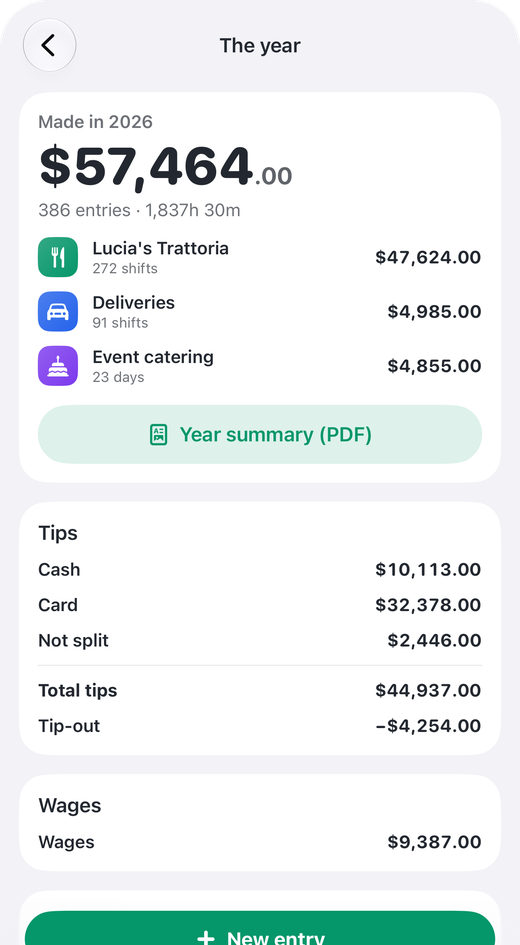 The year
Made in 2026
$57,464.00
386 entries · 1,837h 30m
Lucia's Trattoria $47,624.00
272 shifts
Deliveries $4,985.00
91 shifts
Event catering $4,855.00
23 days
Year summary (PDF)
Tips
Cash $10,113.00
Card $32,378.00
Not split $2,446.00
Total tips $44,937.00
Tip-out −$4,254.00
Wages
Wages $9,387.00
+ New entry